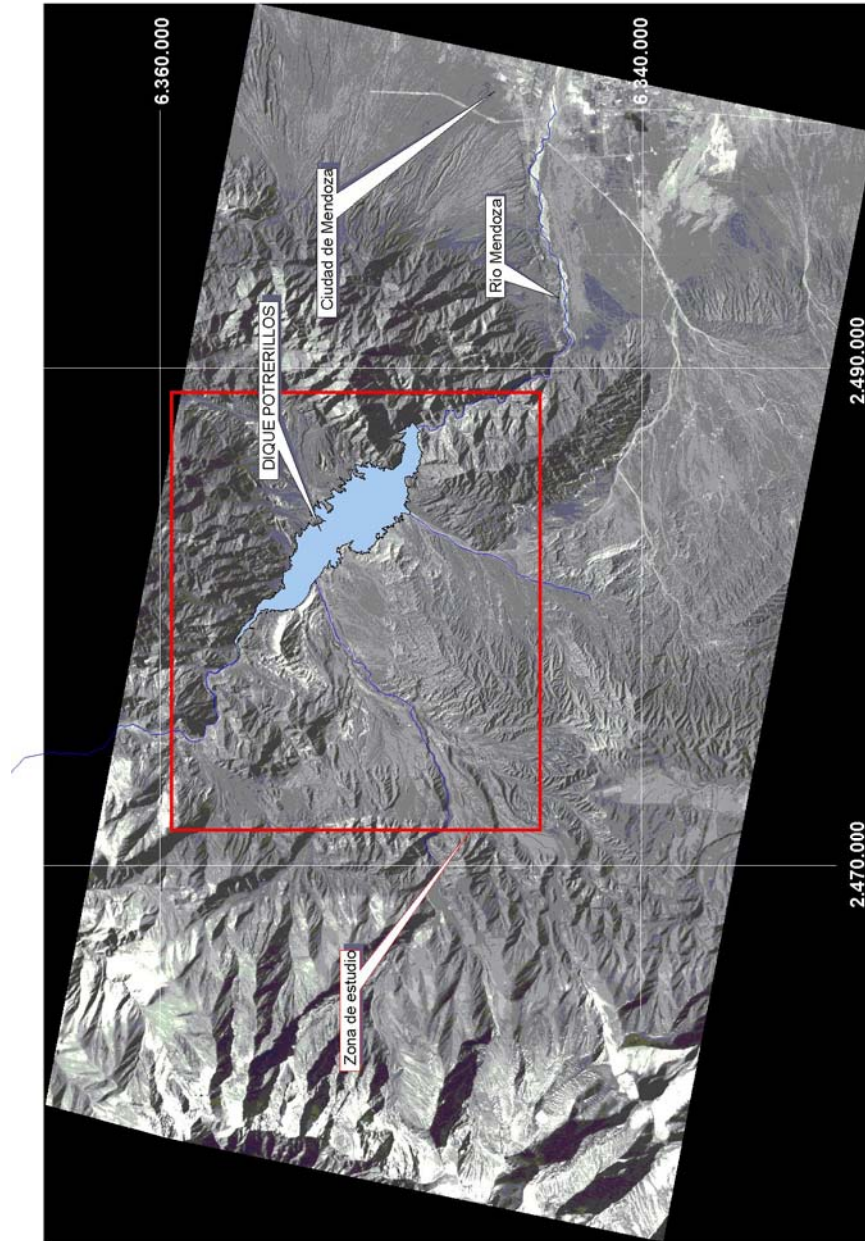 6.360.000
6.340.000
Ciudad de Mendoza
Rio Mendoza
DIQUE POTRERILLOS
2.490.000
2.470.000
Zona de estudio